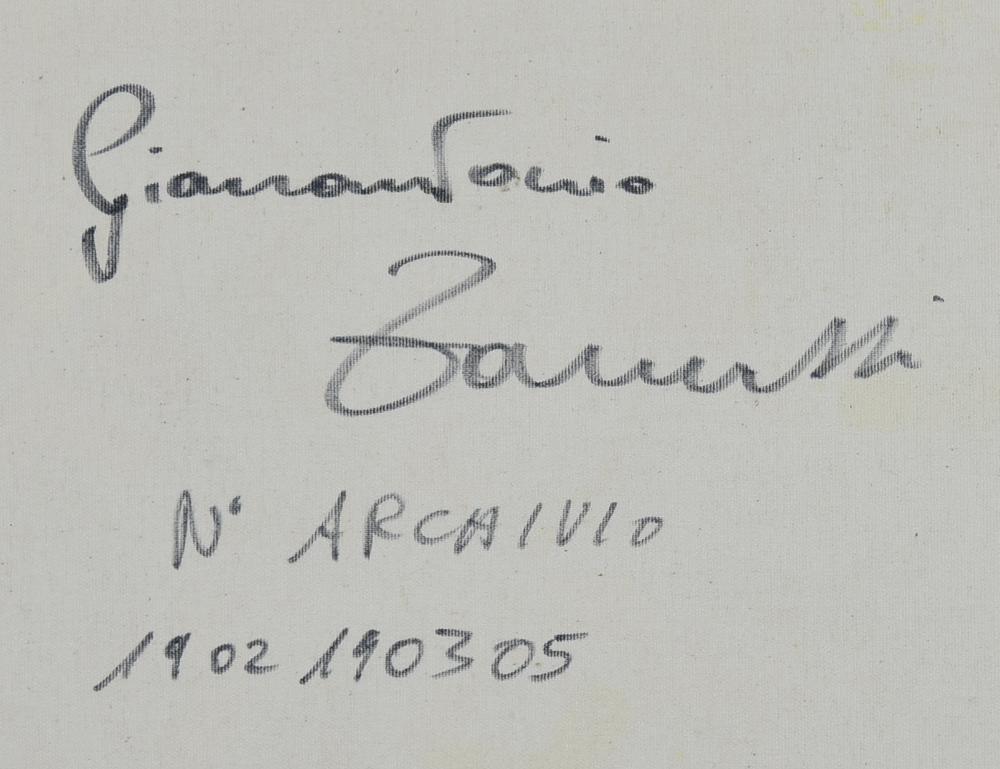 Gianantonio
Zanetti
N° ARCHIVIO
1902190305